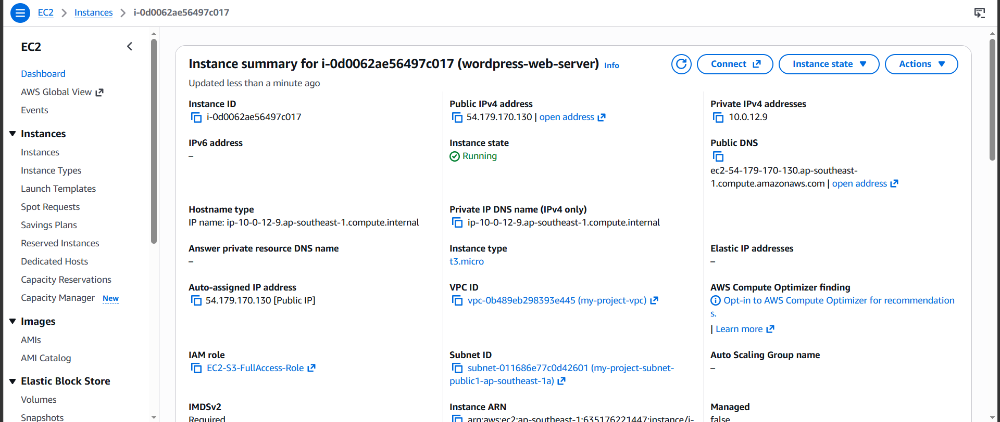 EC2 > Instances > i-0d0062ae56497c017
EC2
Dashboard
AWS Global View
Events
Instances
Instances
Instance Types
Launch Templates
Spot Requests
Savings Plans
Reserved Instances
Dedicated Hosts
Capacity Reservations
Capacity Manager New
Images
AMIs
AMI Catalog
Elastic Block Store
Volumes
Snapshots
Instance summary for i-0d0062ae56497c017 (wordpress-web-server) Info
Connect
Instance state
Actions
Updated less than a minute ago
Instance ID
i-0d0062ae56497c017
Public IPv4 address
54.179.170.130 | open address
Private IPv4 addresses
10.0.12.9
IPv6 address
–
Instance state
Running
Public DNS
ec2-54-179-170-130.ap-southeast-
1.compute.amazonaws.com | open address
Hostname type
IP name: ip-10-0-12-9.ap-southeast-1.compute.internal
Private IP DNS name (IPv4 only)
ip-10-0-12-9.ap-southeast-1.compute.internal
Answer private resource DNS name
–
Instance type
t3.micro
Elastic IP addresses
–
Auto-assigned IP address
54.179.170.130 [Public IP]
VPC ID
vpc-0b489eb298393e445 (my-project-vpc)
AWS Compute Optimizer finding
Opt-in to AWS Compute Optimizer for recommendation
s.
| Learn more
IAM role
EC2-S3-FullAccess-Role
Subnet ID
subnet-011686e77c0d42601 (my-project-subnet-
public1-ap-southeast-1a)
Auto Scaling Group name
–
IMDSv2
Required
Instance ARN
arn:aws:ec2:ap-southeast-1:635176221447:instance/i-
Managed
false